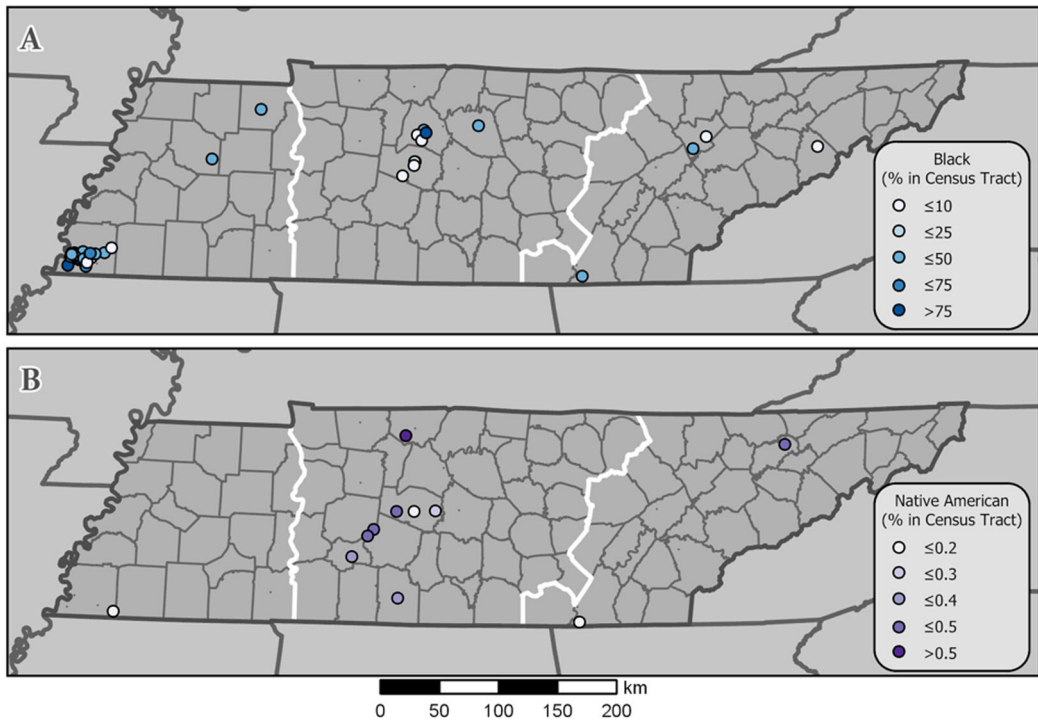 A
Black
(% in Census Tract)
≤10
≤25
≤50
≤75
>75
B
Native American
(% in Census Tract)
≤0.2
≤0.3
≤0.4
≤0.5
>0.5
km
0 50 100 150 200